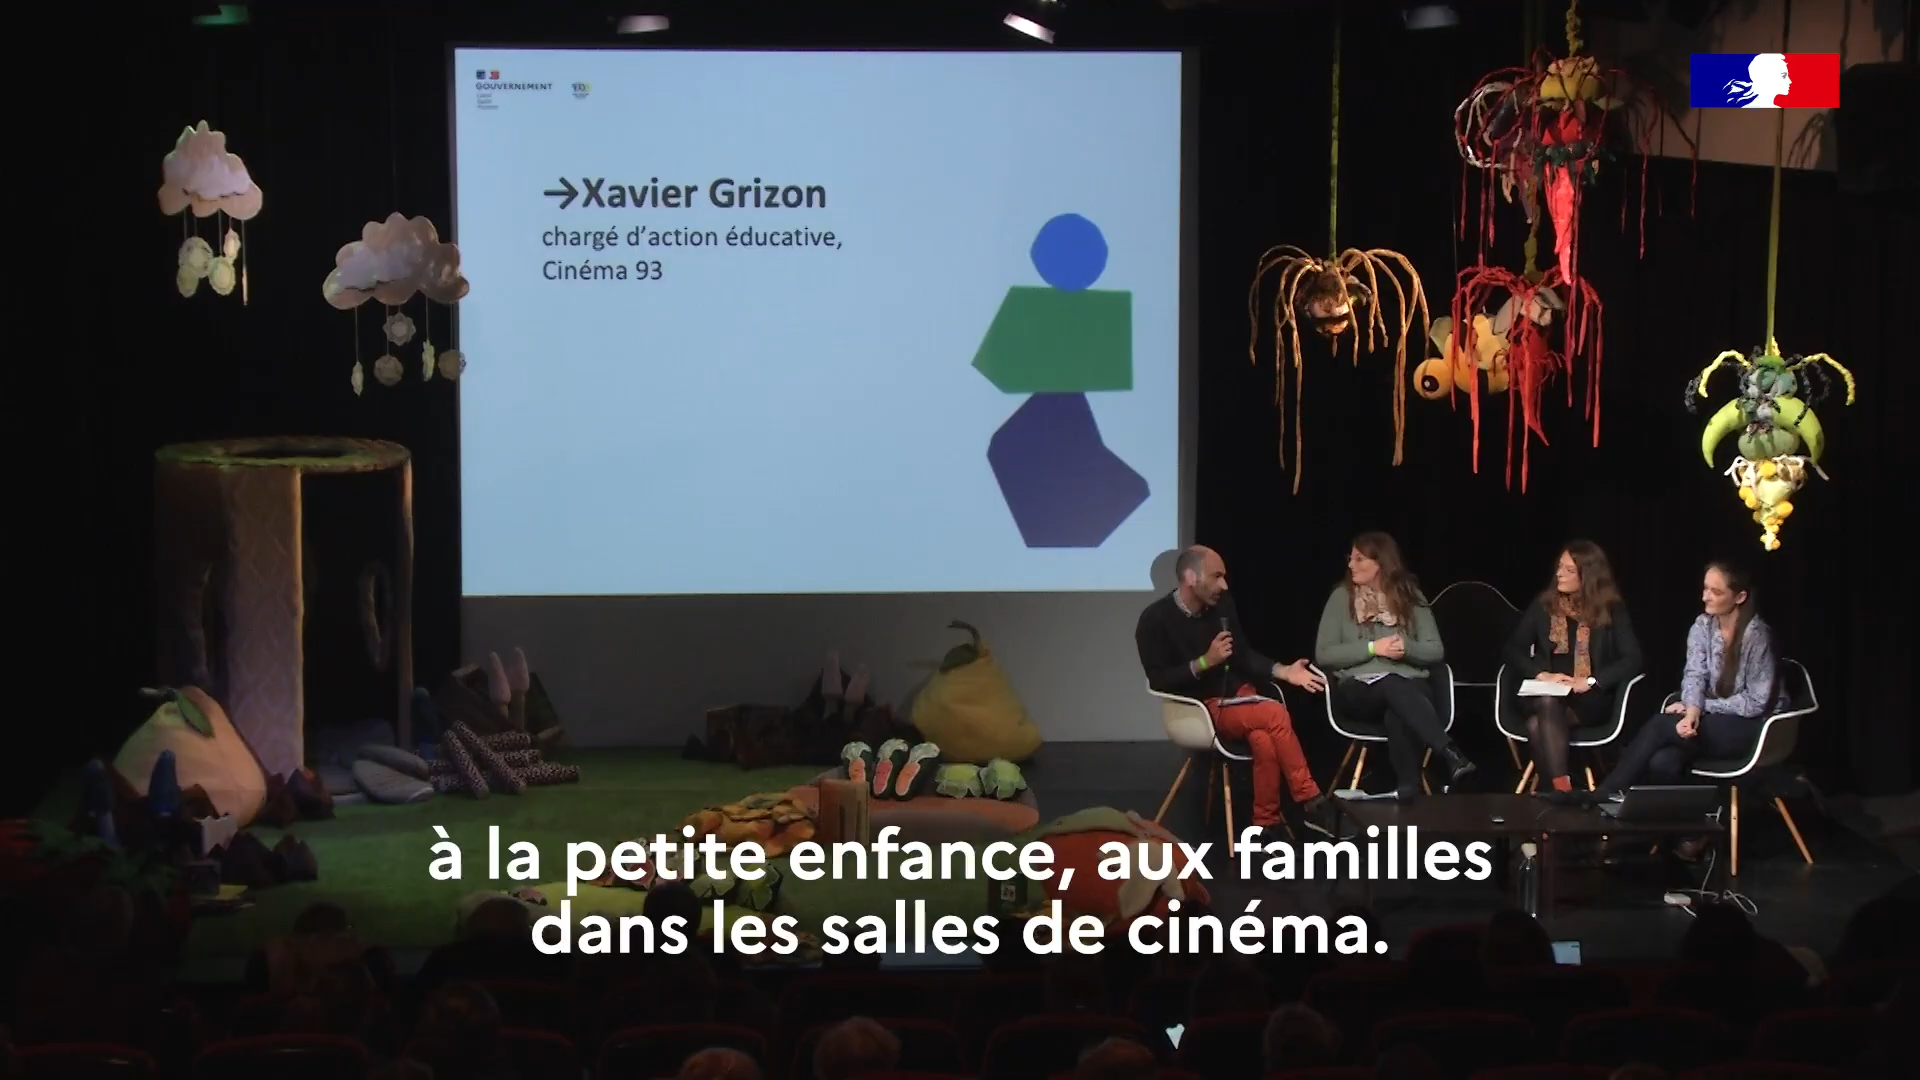 GOUVERNEMENT
→Xavier Grizon
chargé d'action éducative,
Cinéma 93
à la petite enfance, aux familles
dans les salles de cinéma.